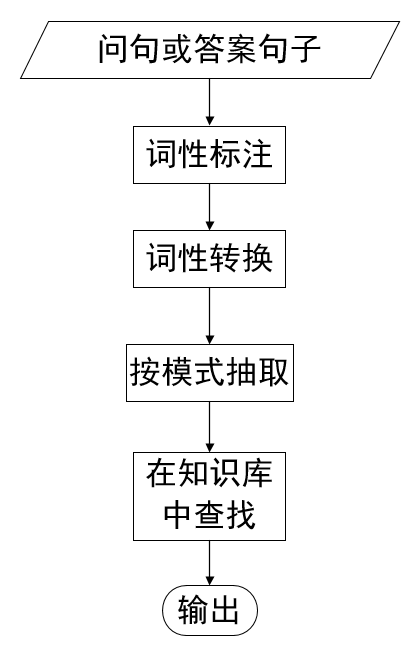 问句或答案句子
词性标注
词性转换
按模式抽取
在知识库
中查找
输出